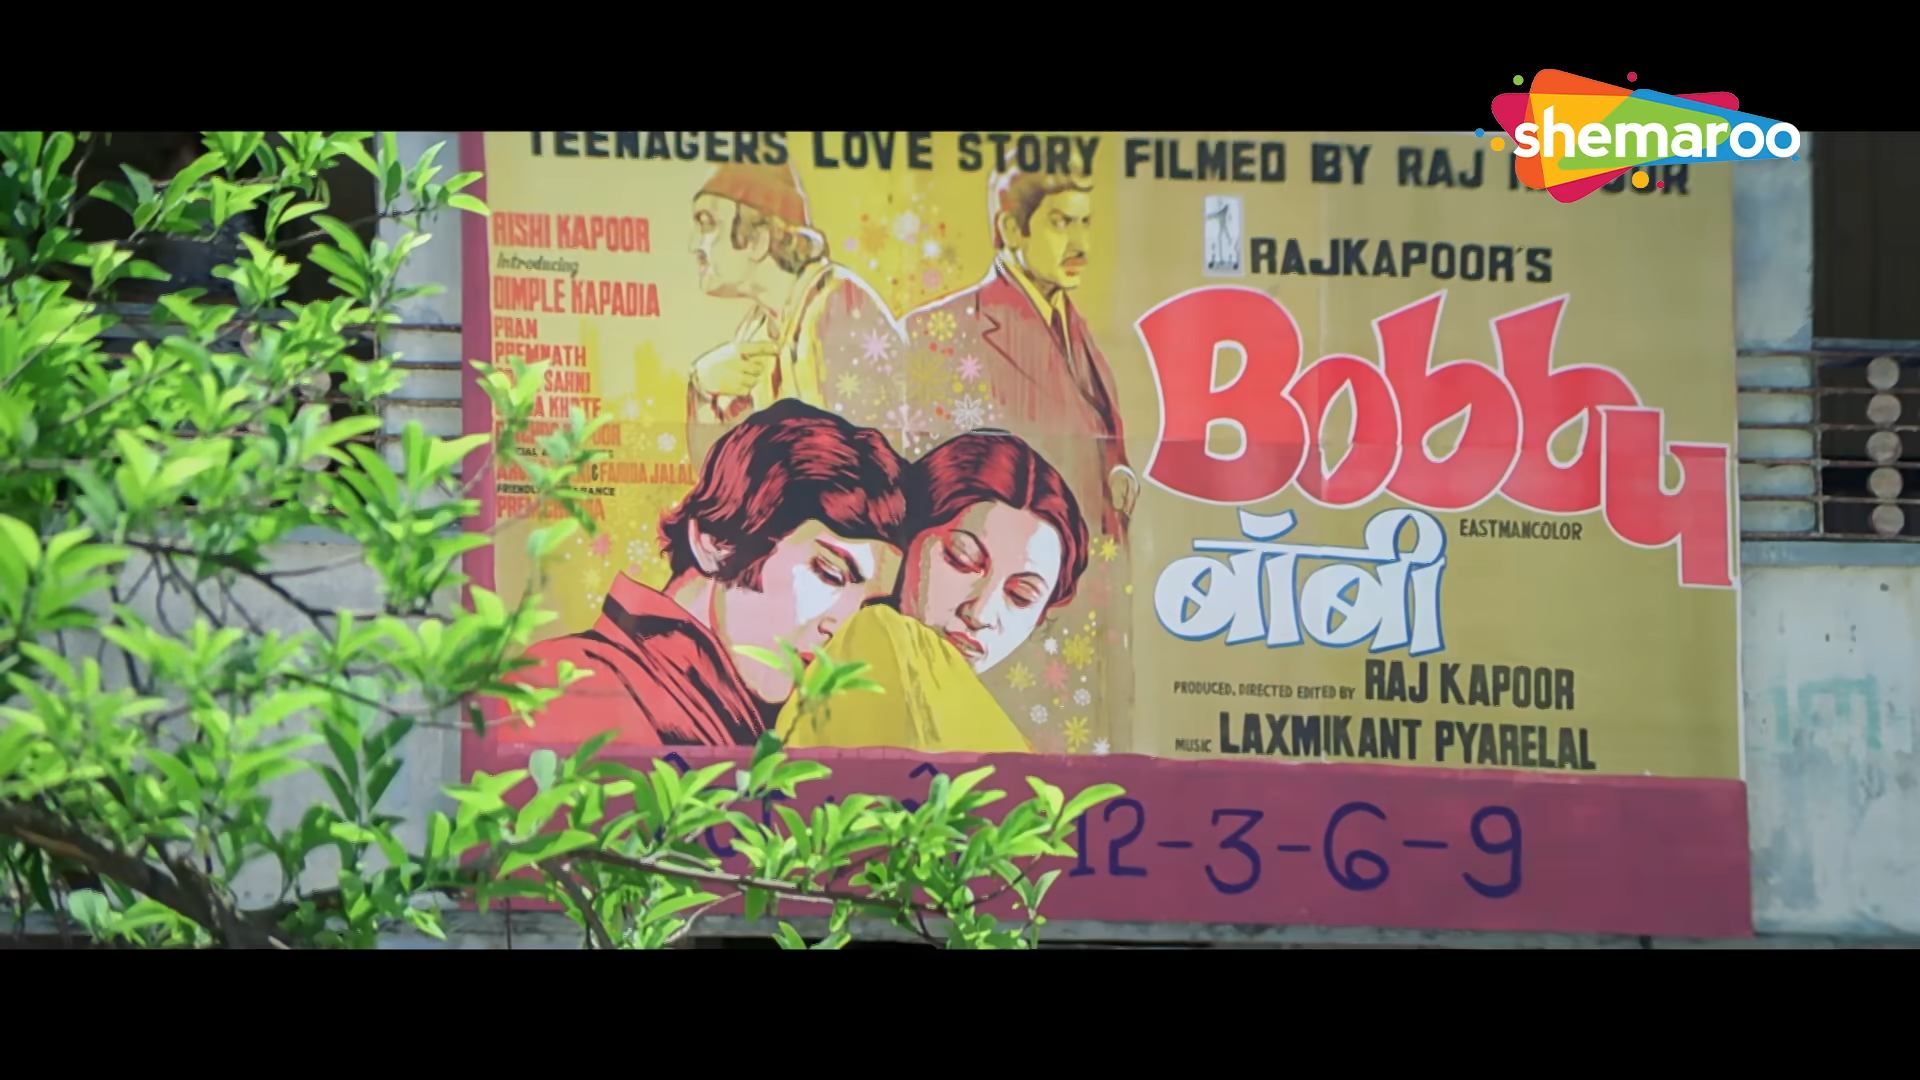 shemaroo
TEENAGERS LOVE STORY FILMED BY RAJ
RISHI KAPOOR
Introducing
DIMPLE KAPADIA
PRAN
PREMNATH
SAHNI
& FARIDA JALAL
RAJKAPOOR'S
Bobby
EASTMANCOLOR
बॉबी
PRODUCED, DIRECTED EDITED BY RAJ KAPOOR
MUSIC LAXMIKANT PYARELAL
12-3-6-9